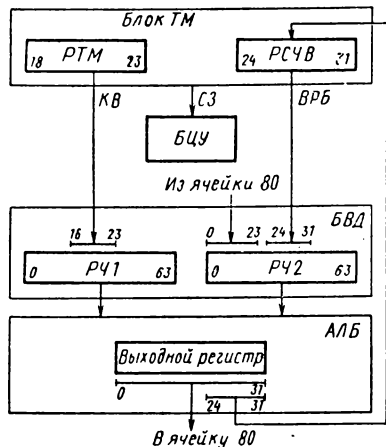 Блок ТМ
РТМ
18 23
РСЧВ
24 31
КВ
СЗ
ВРБ
БЦУ
Из ячейки 80
БВД
16 23
0 23 24 31
РЧ1
0 63
РЧ2
0 63
АЛБ
Выходной регистр
0 31
24 31
В ячейку 80